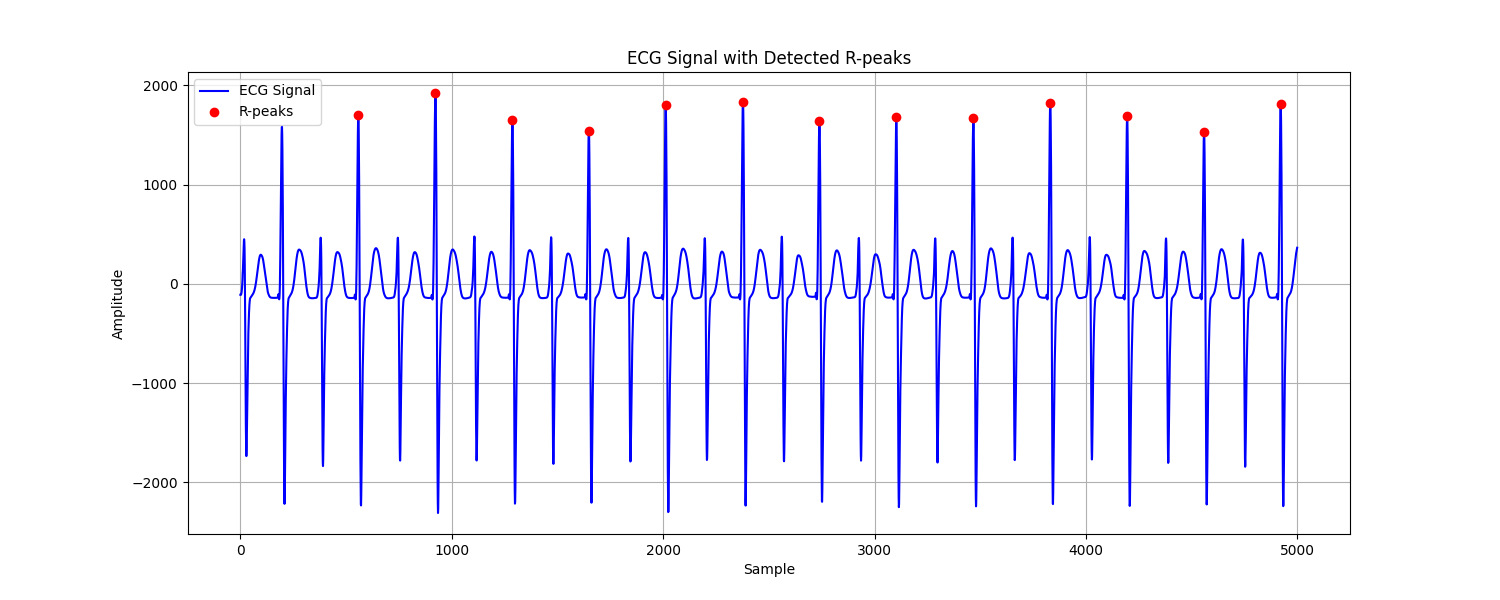 ECG Signal with Detected R-peaks
ECG Signal
R-peaks
2000
1000
0
−1000
−2000
Amplitude
0 1000 2000 3000 4000 5000
Sample